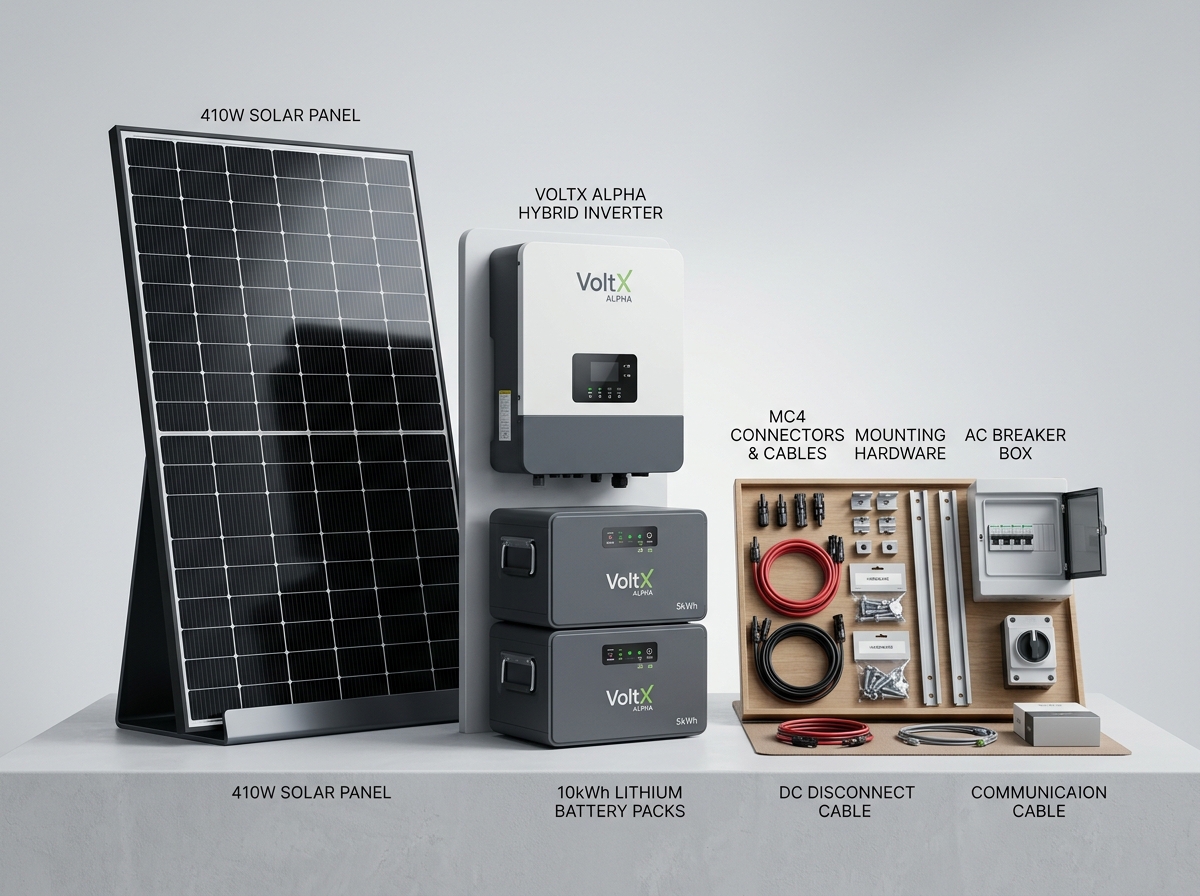 410W SOLAR PANEL
VOLTX ALPHA
HYBRID INVERTER
VoltX
ALPHA
MC4
CONNECTORS
& CABLES
MOUNTING
HARDWARE
AC BREAKER
BOX
VoltX
ALPHA
5kWh
VoltX
ALPHA
5kWh
410W SOLAR PANEL
10kWh LITHIUM
BATTERY PACKS
DC DISCONNECT
CABLE
COMMUNICAION
CABLE